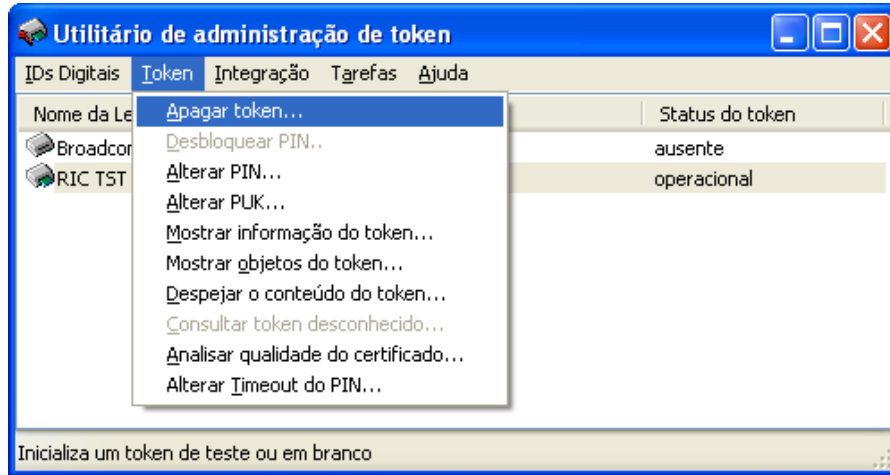 Utilitário de administração de token
IDs Digitais Token Integração Tarefas Ajuda
Nome da Le Status do token
Broadcor ausente
RIC TST operacional
Apagar token...
Desbloquear PIN..
Alterar PIN...
Alterar PUK...
Mostrar informação do token...
Mostrar objetos do token...
Despejar o conteúdo do token...
Consultar token desconhecido...
Analisar qualidade do certificado...
Alterar Timeout do PIN...
Inicializa um token de teste ou em branco